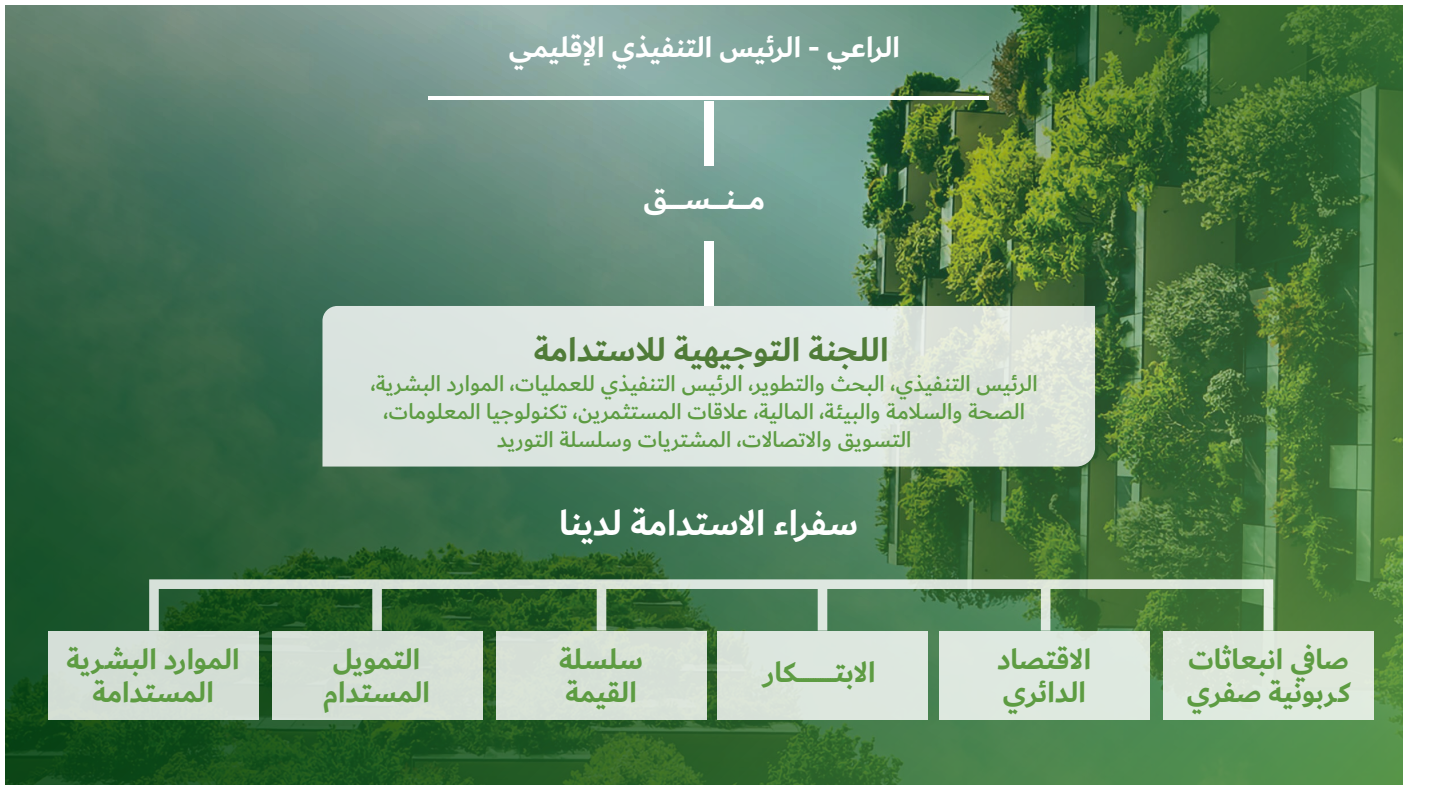 الراعي - الرئيس التنفيذي الإقليمي
مـنـسـق
اللجنة التوجيهية للاستدامة
الرئيس التنفيذي، البحث والتطوير، الرئيس التنفيذي للعمليات، الموارد البشرية،
الصحة والسلامة والبيئة، المالية، علاقات المستثمرين، تكنولوجيا المعلومات،
التسويق والاتصالات، المشتريات وسلسلة التوريد
سفراء الاستدامة لدينا
صافي انبعاثات
كربونية صفري
الاقتصاد
الدائري
الابتـــــكار
سلسلة
القيمة
التمويل
المستدام
الموارد البشرية
المستدامة